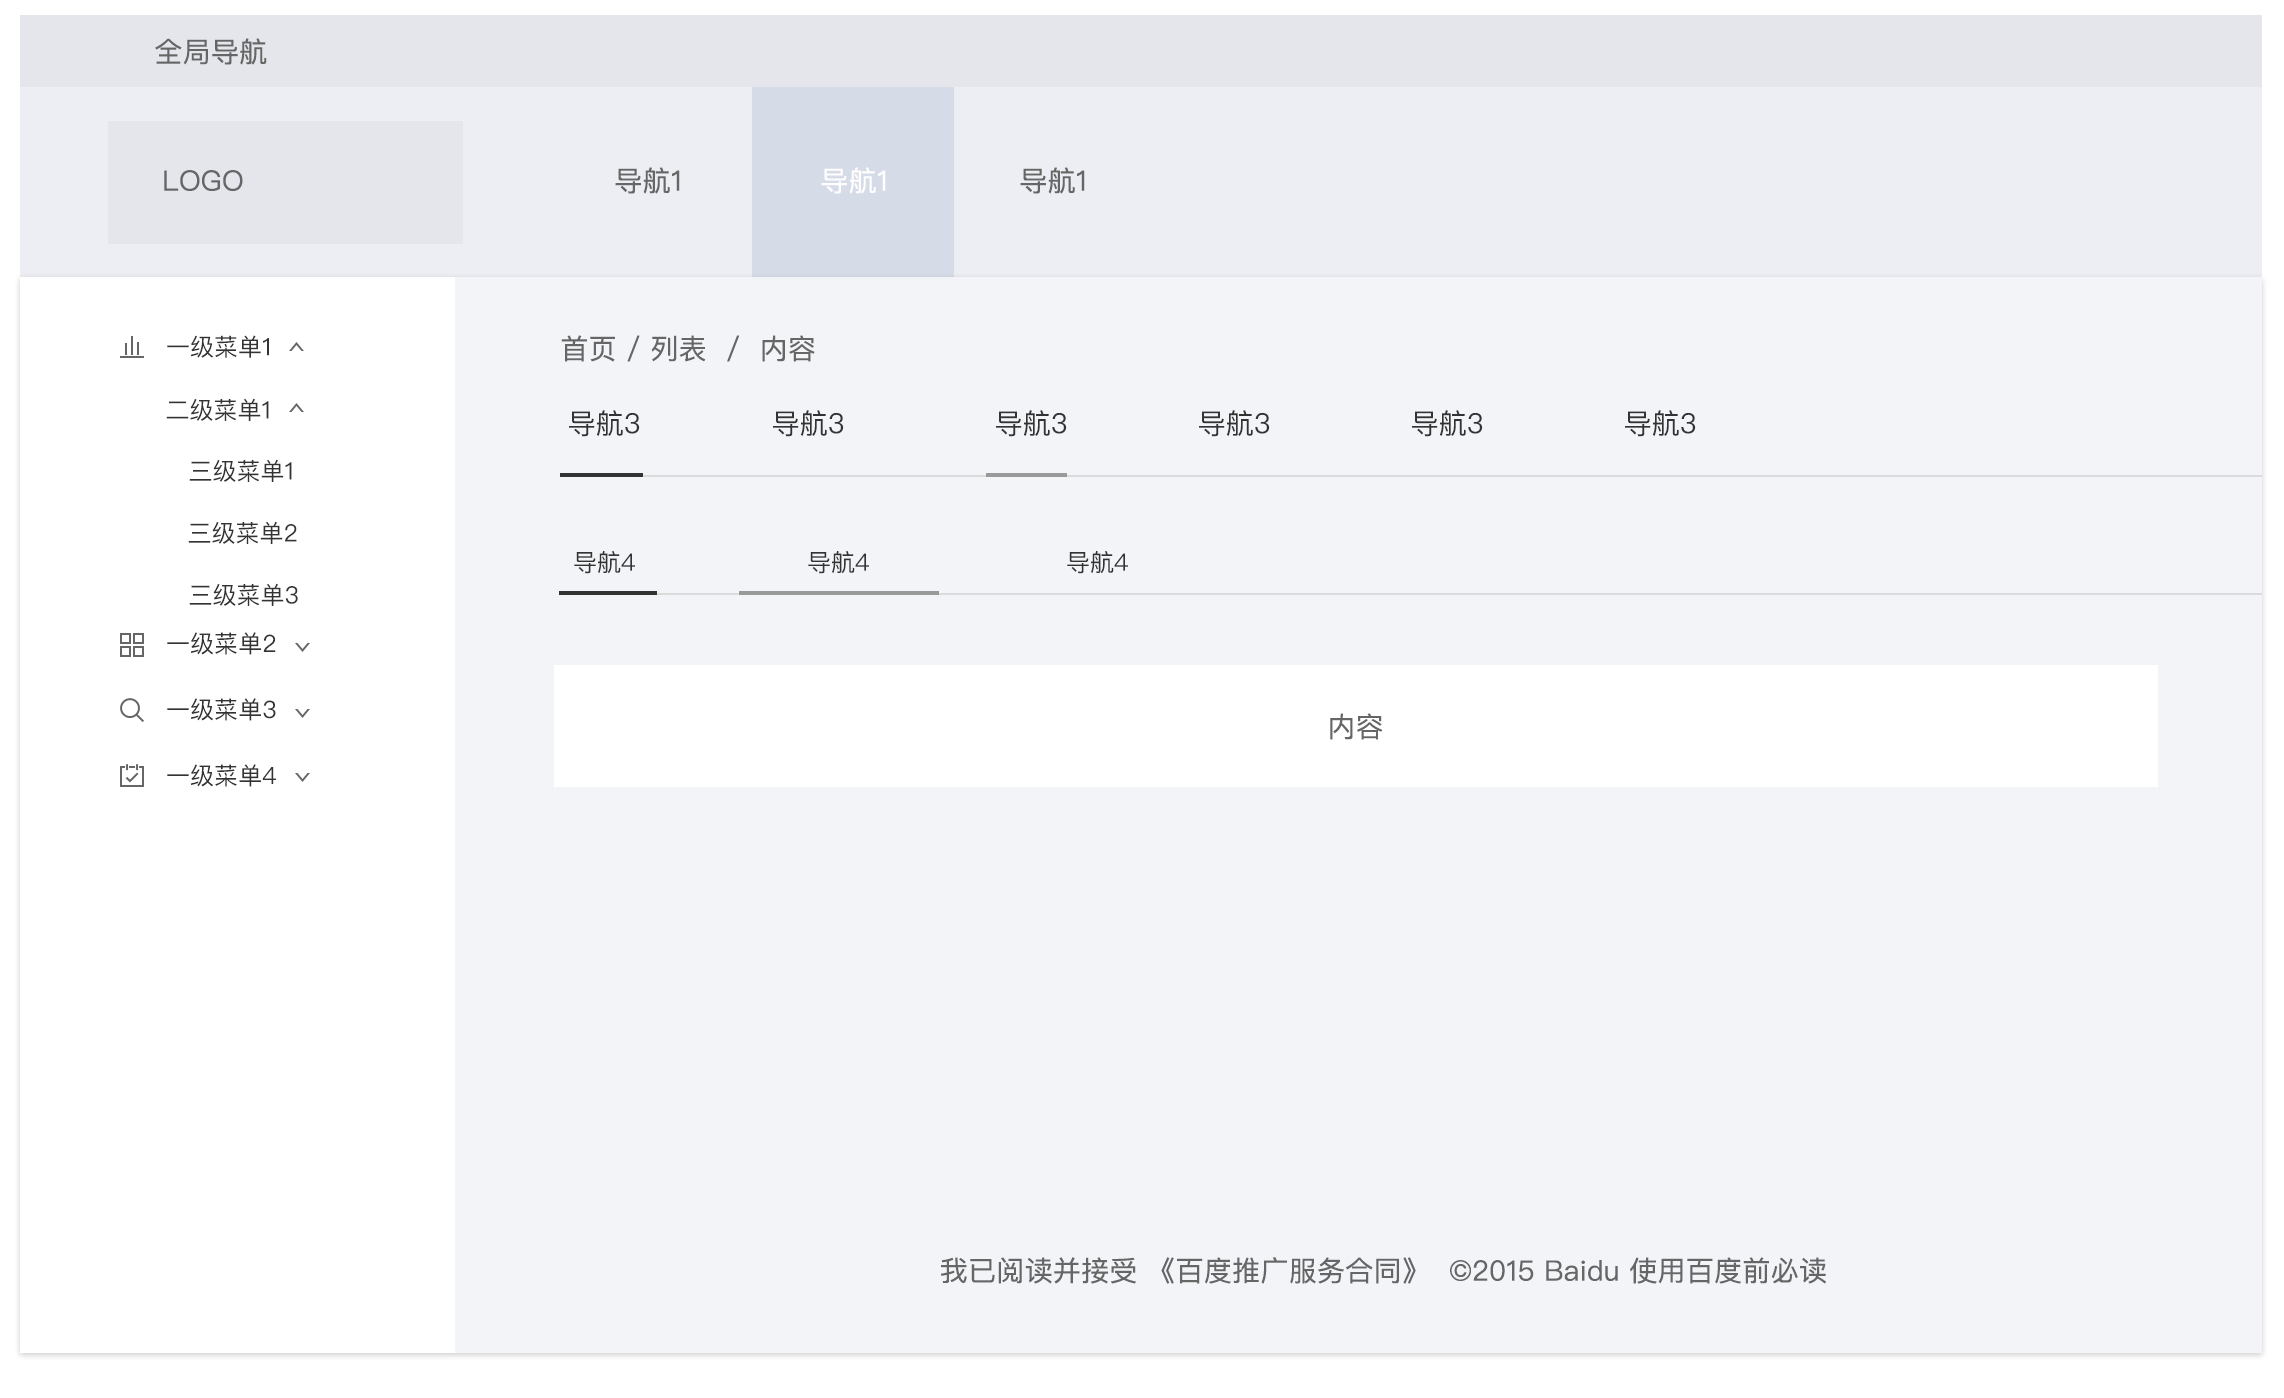 全局导航
LOGO 导航1 导航1 导航1
一级菜单1
二级菜单1
三级菜单1
三级菜单2
三级菜单3
一级菜单2
一级菜单3
一级菜单4
首页 / 列表 / 内容
导航3 导航3 导航3 导航3 导航3 导航3
导航4 导航4 导航4
内容
我已阅读并接受 《百度推广服务合同》 ©2015 Baidu 使用百度前必读